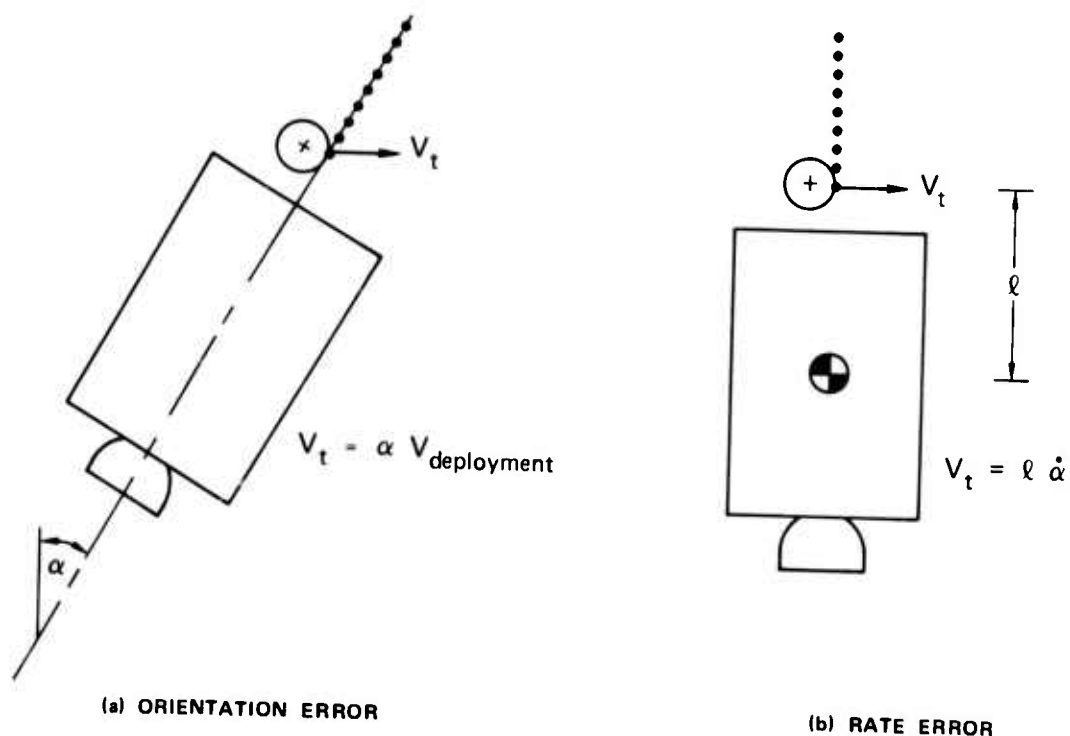 V_t
V_t - α V_deployment
α
(a) ORIENTATION ERROR
V_t
ℓ
V_t = ℓ α̇
(b) RATE ERROR